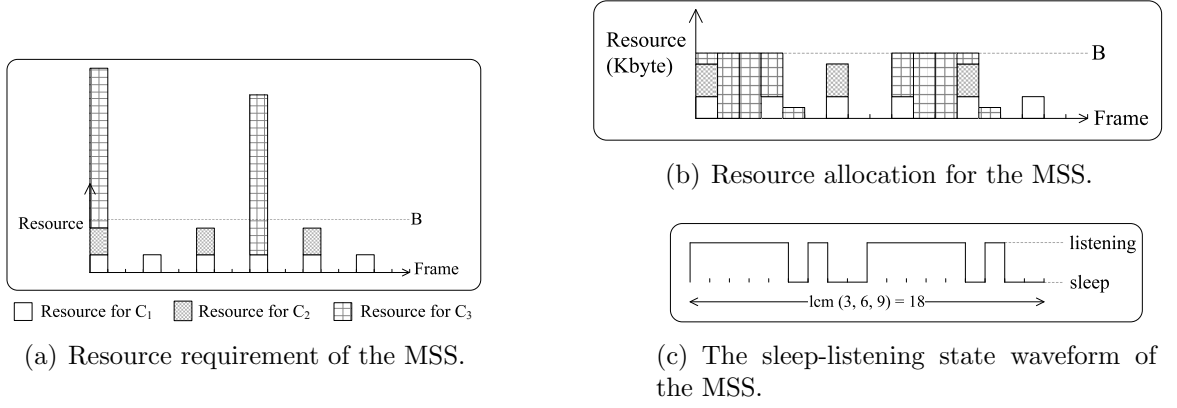 Resource
B
Frame
Resource for C₁ Resource for C₂ Resource for C₃
(a) Resource requirement of the MSS.
Resource
(Kbyte)
B
Frame
(b) Resource allocation for the MSS.
listening
sleep
lcm (3, 6, 9) = 18
(c) The sleep-listening state waveform of
the MSS.